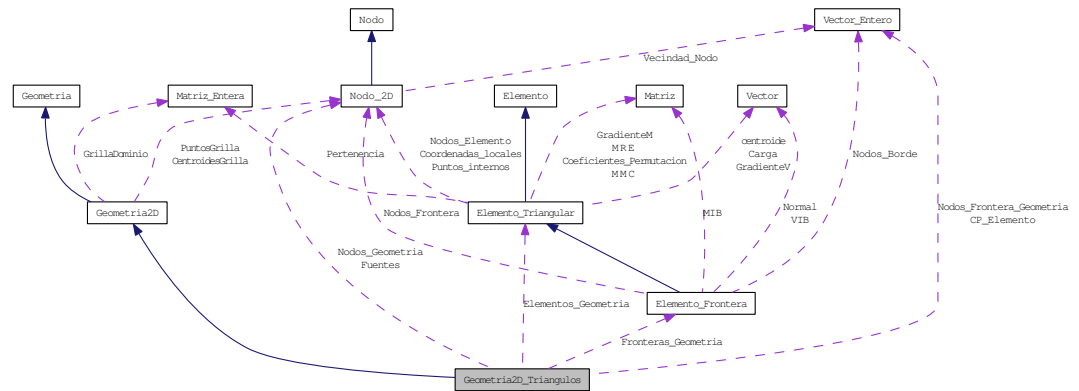 Nodo
Vector_Entero
Vecindad_Nodo
Geometria
Matriz_Entera
Nodo_2D
Elemento
Matriz
Vector
GrillaDominio
PuntosGrilla
CentroidesGrilla
Pertenencia
Nodos_Elemento
Coordenadas_locales
Puntos_internos
GradienteM
MRE
Coeficientes_Permutacion
MMC
centroide
Carga
GradienteV
Nodos_Borde
Geometria2D
Nodos_Frontera
Elemento_Triangular
MIB
Normal
VIB
Nodos_Frontera_Geometria
CP_Elemento
Nodos_Geometria
Fuentes
Elementos_Geometria
Elemento_Frontera
Fronteras_Geometria
Geometria2D_Triangulos